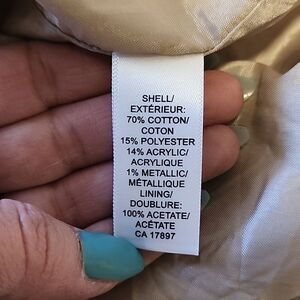 SHELL/
EXTÉRIEUR:
70% COTTON/
COTON
15% POLYESTER
14% ACRYLIC/
ACRYLIQUE
1% METALLIC/
MÉTALLIQUE
LINING/
DOUBLURE:
100% ACETATE/
ACÉTATE
CA 17897